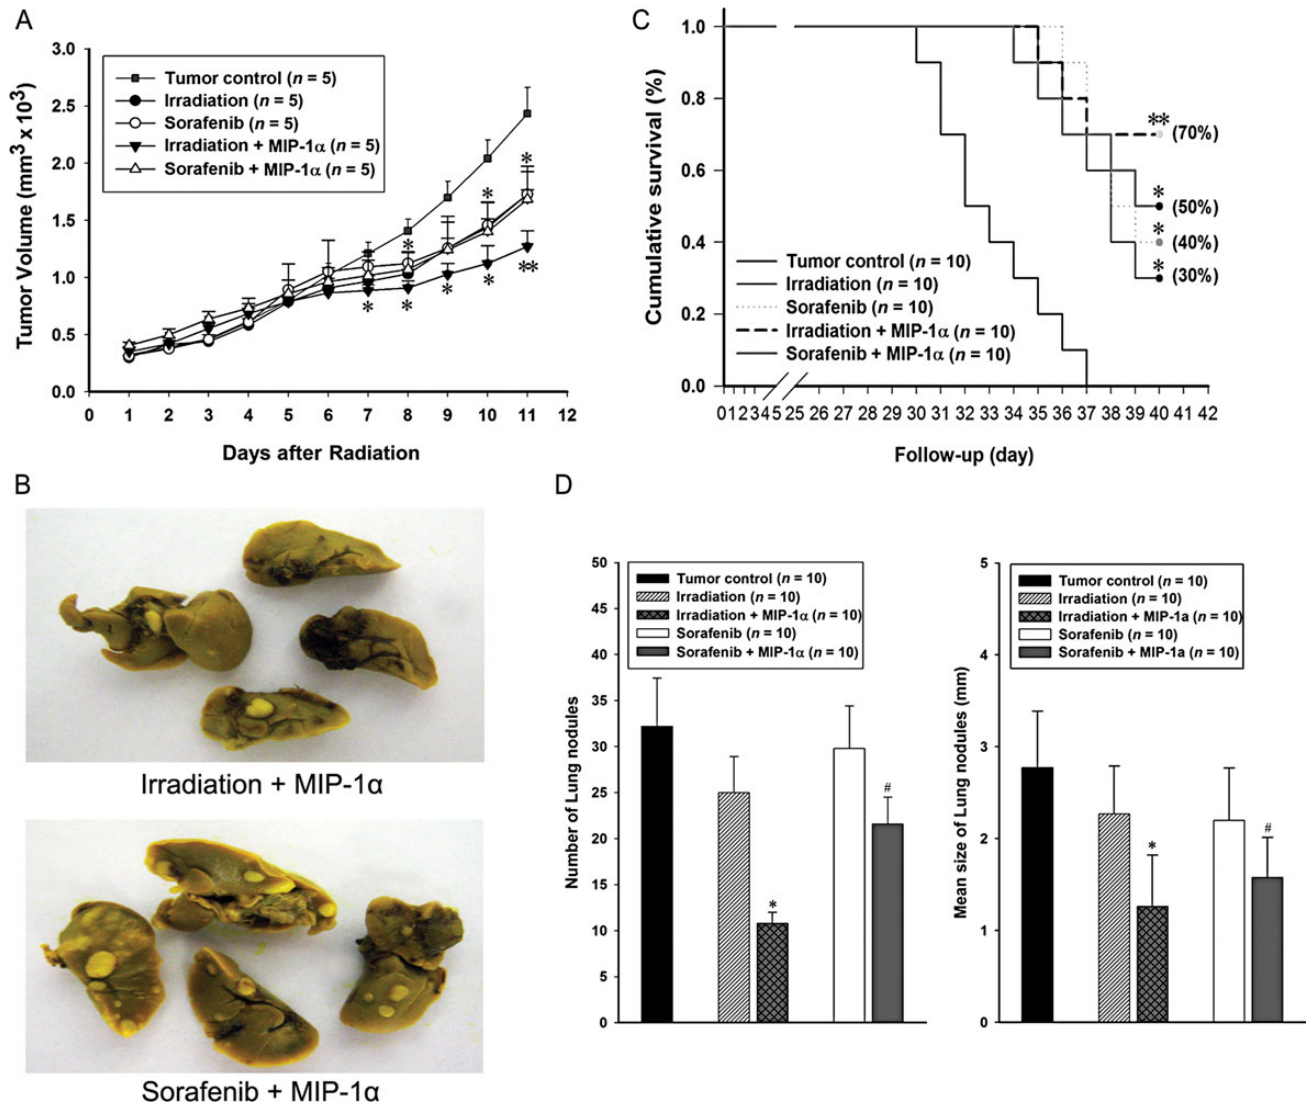 A
Tumor Volume (mm³ x 10³)
3.0
2.5
2.0
1.5
1.0
0.5
0.0
Tumor control (n = 5)
Irradiation (n = 5)
Sorafenib (n = 5)
Irradiation + MIP-1α (n = 5)
Sorafenib + MIP-1α (n = 5)
*
*
*
*
*
*
*
**
0 1 2 3 4 5 6 7 8 9 10 11 12
Days after Radiation
C
Cumulative survival (%)
1.0
0.8
0.6
0.4
0.2
0.0
** (70%)
* (50%)
* (40%)
* (30%)
Tumor control (n = 10)
Irradiation (n = 10)
Sorafenib (n = 10)
Irradiation + MIP-1α (n = 10)
Sorafenib + MIP-1α (n = 10)
0 1 2 3 4 5 25 26 27 28 29 30 31 32 33 34 35 36 37 38 39 40 41 42
Follow-up (day)
B
Irradiation + MIP-1α
Sorafenib + MIP-1α
D
Number of Lung nodules
50
45
40
35
30
25
20
15
10
5
0
Tumor control (n = 10)
Irradiation (n = 10)
Irradiation + MIP-1α (n = 10)
Sorafenib (n = 10)
Sorafenib + MIP-1α (n = 10)
*
#
Mean size of Lung nodules (mm)
5
4
3
2
1
0
Tumor control (n = 10)
Irradiation (n = 10)
Irradiation + MIP-1a (n = 10)
Sorafenib (n = 10)
Sorafenib + MIP-1a (n = 10)
*
#